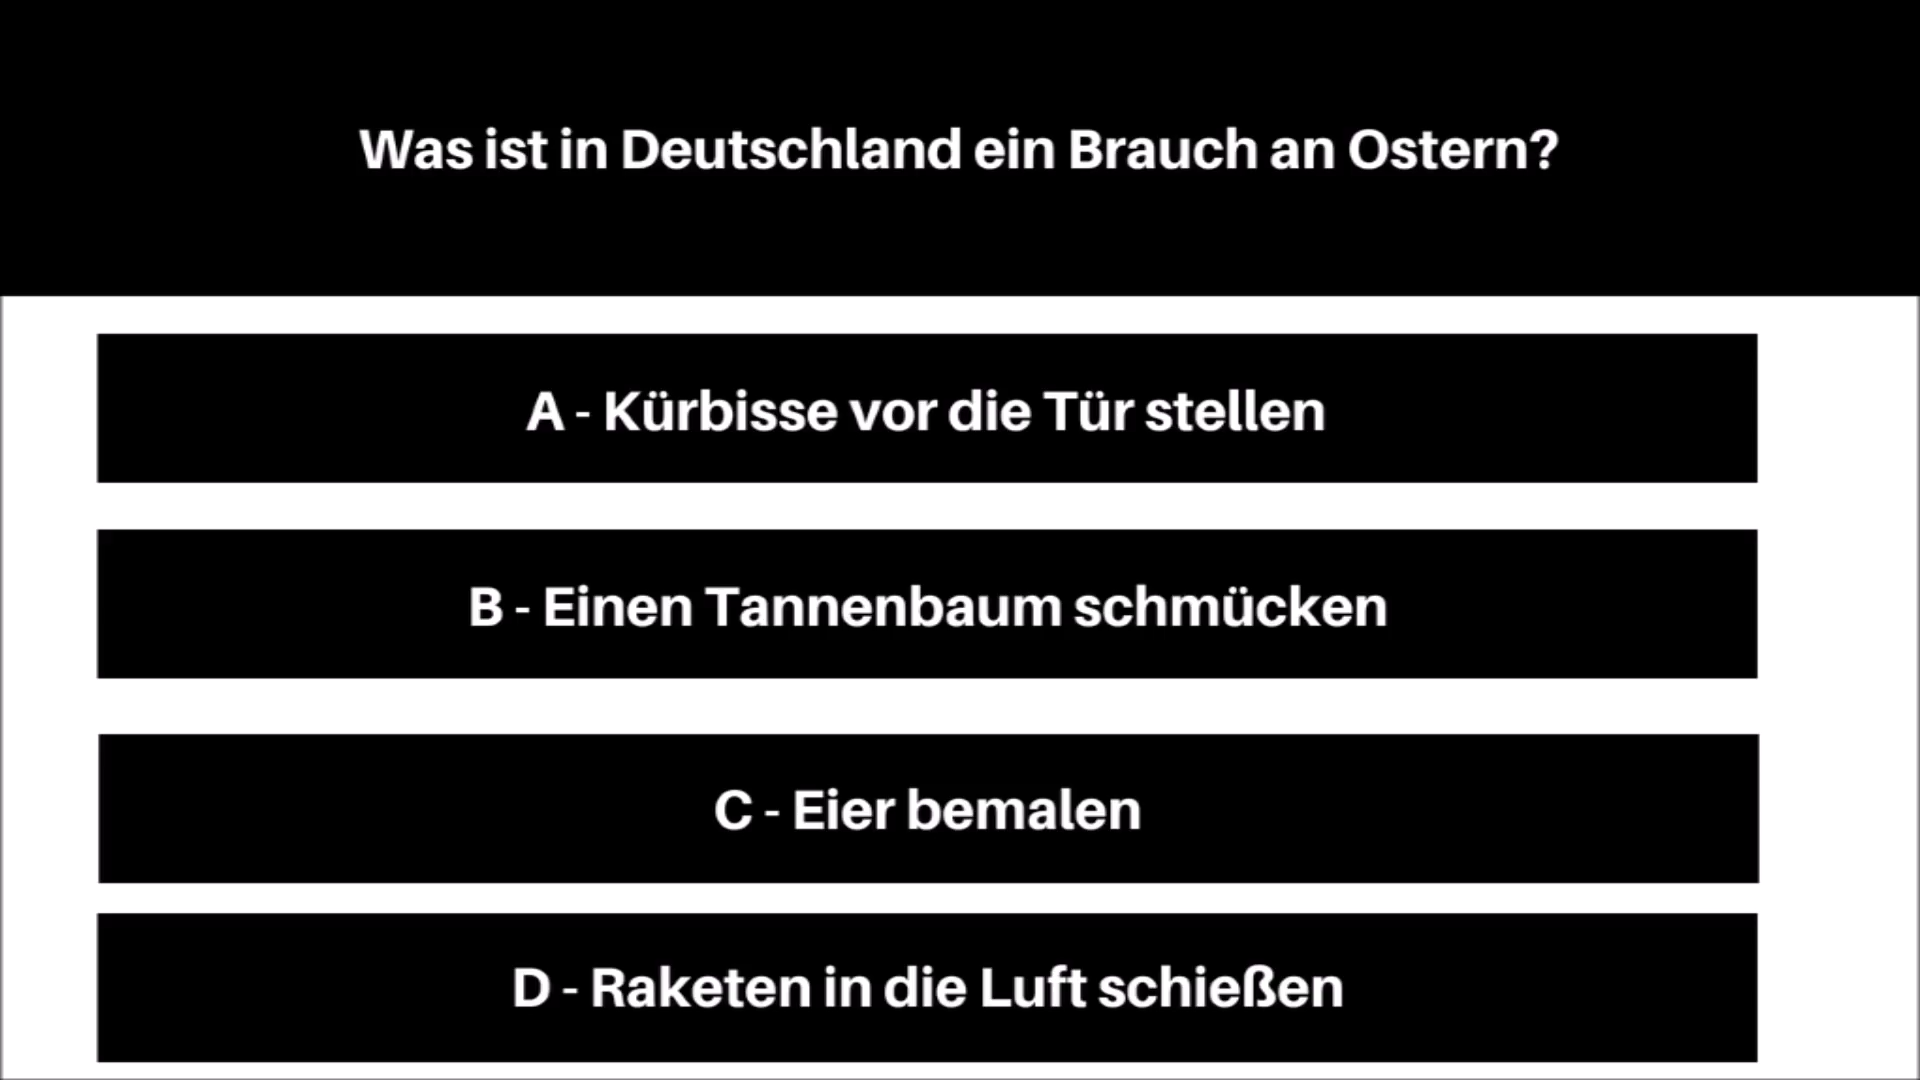 Was ist in Deutschland ein Brauch an Ostern?
A - Kürbisse vor die Tür stellen
B - Einen Tannenbaum schmücken
C - Eier bemalen
D - Raketen in die Luft schießen